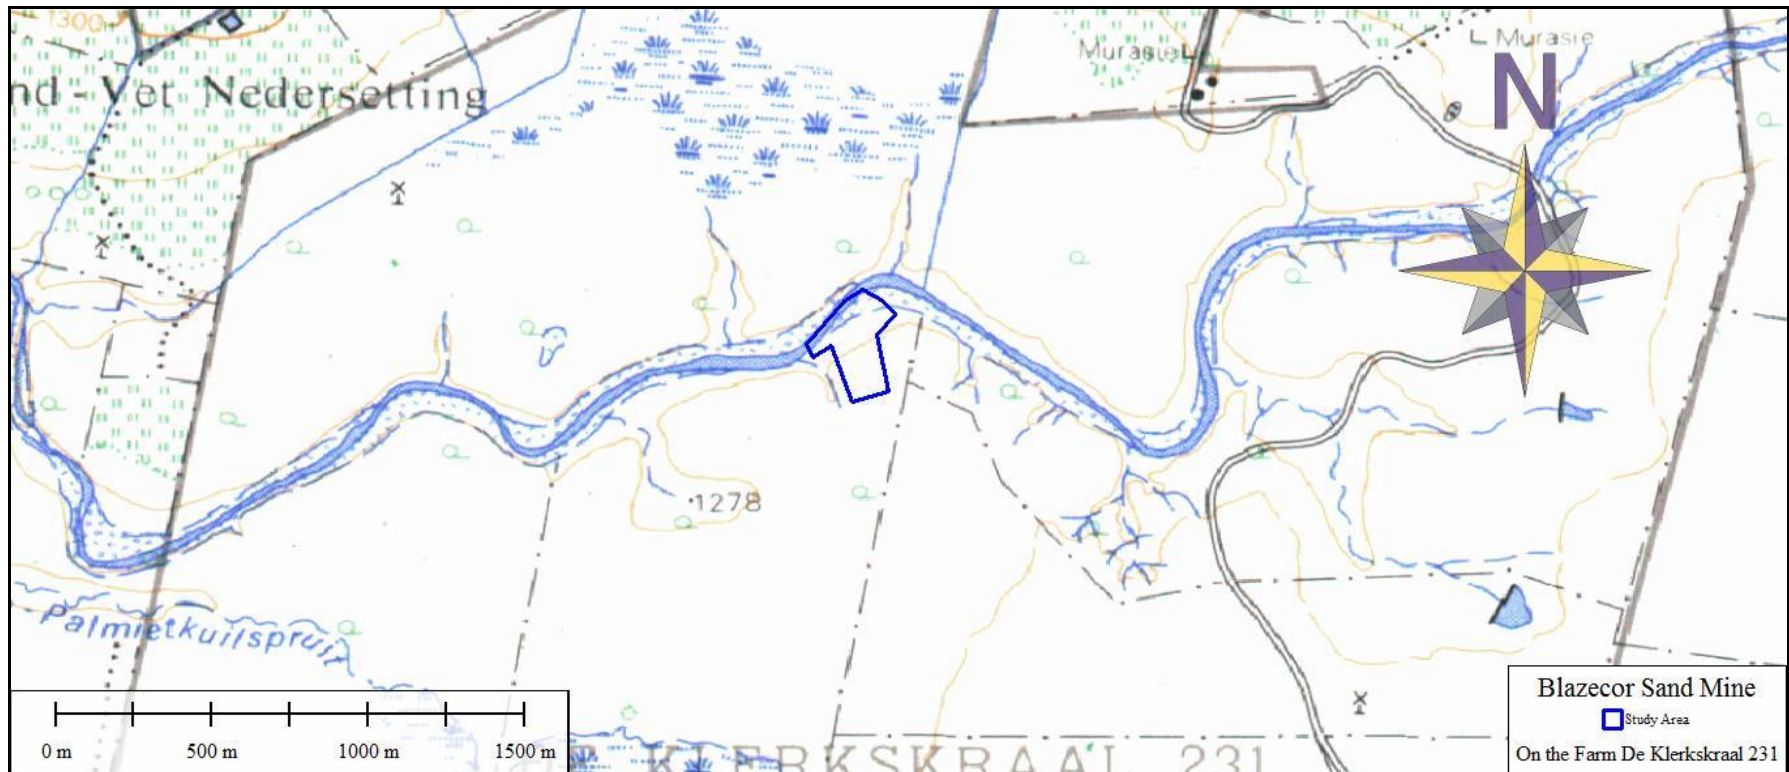 1300
nd-Vet Nedersetting
Murasie
Murasie
N
1278
Palmietkuilspruit
0 m 500 m 1000 m 1500 m
KLERKSKRAAL 231
Blazecor Sand Mine
Study Area
On the Farm De Klerkskraal 231